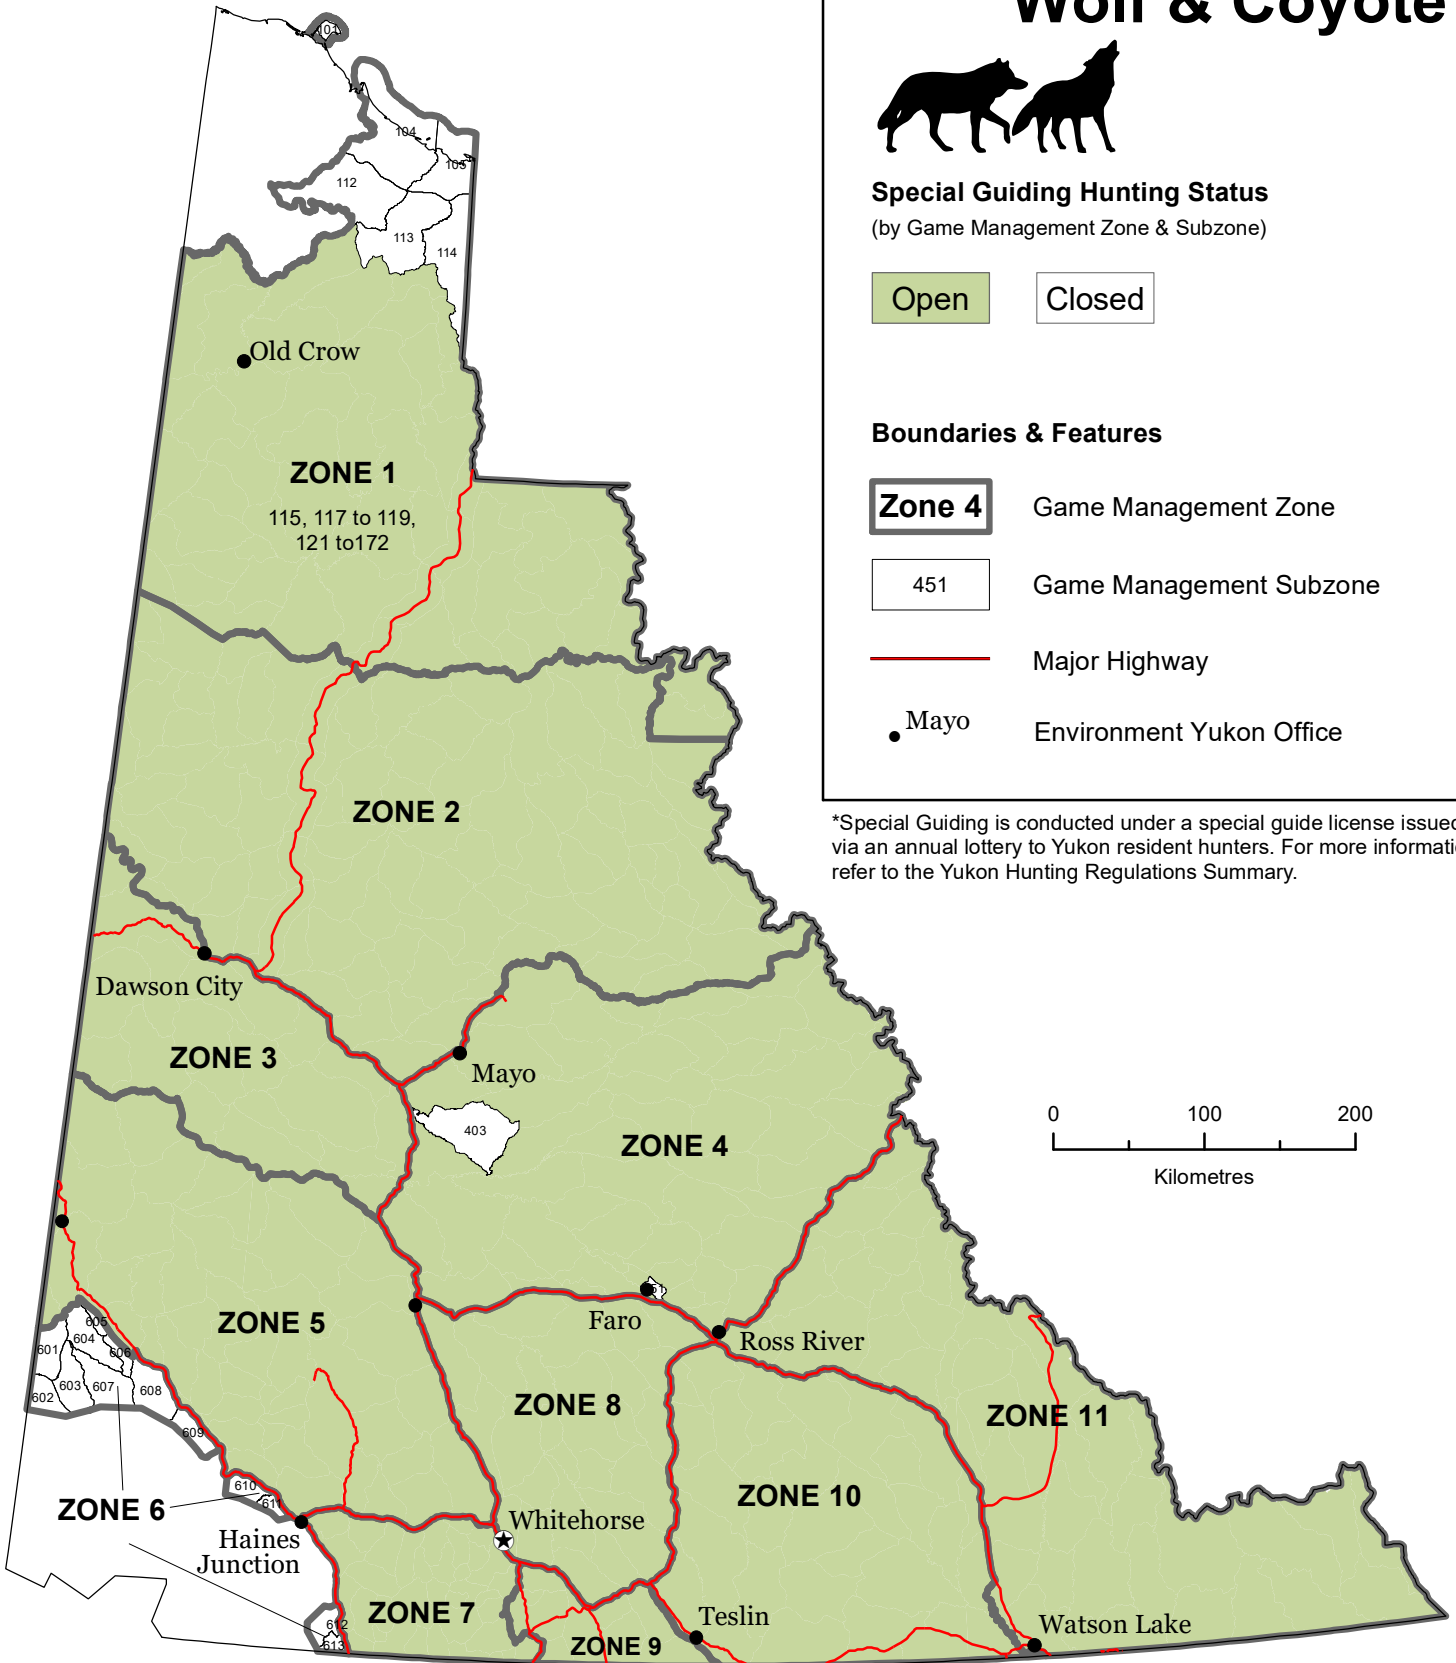 Wolf & Coyote
Special Guiding Hunting Status
(by Game Management Zone & Subzone)
Open
Closed
Boundaries & Features
Zone 4
Game Management Zone
451
Game Management Subzone
Major Highway
Mayo
Environment Yukon Office
*Special Guiding is conducted under a special guide license issued
via an annual lottery to Yukon resident hunters. For more informati
refer to the Yukon Hunting Regulations Summary.
0
100
200
Kilometres
101
104
105
112
113
114
Old Crow
ZONE 1
115, 117 to 119,
121 to172
ZONE 2
Dawson City
ZONE 3
Mayo
403
ZONE 4
Faro
Ross River
ZONE 5
605
604
601
606
603
607
608
602
609
ZONE 8
ZONE 11
610
611
ZONE 6
ZONE 10
Haines
Junction
Whitehorse
ZONE 7
612
613
ZONE 9
Teslin
Watson Lake